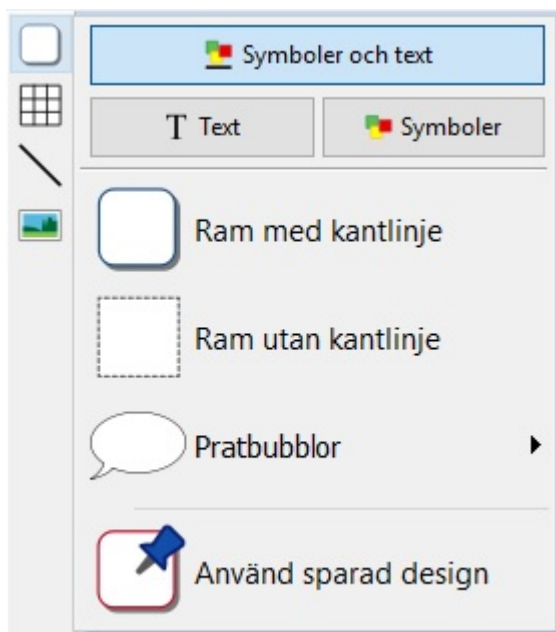 Symboler och text
T Text
Symboler
Ram med kantlinje
Ram utan kantlinje
Pratbubblor
Använd sparad design